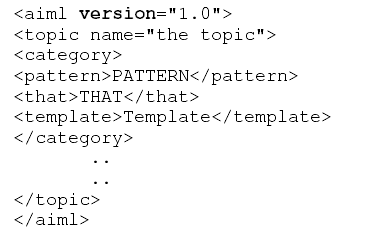 <aiml version="1.0">
<topic name="the topic">
<category>
<pattern>PATTERN</pattern>
<that>THAT</that>
<template>Template</template>
</category>
..
..
</topic>
</aiml>